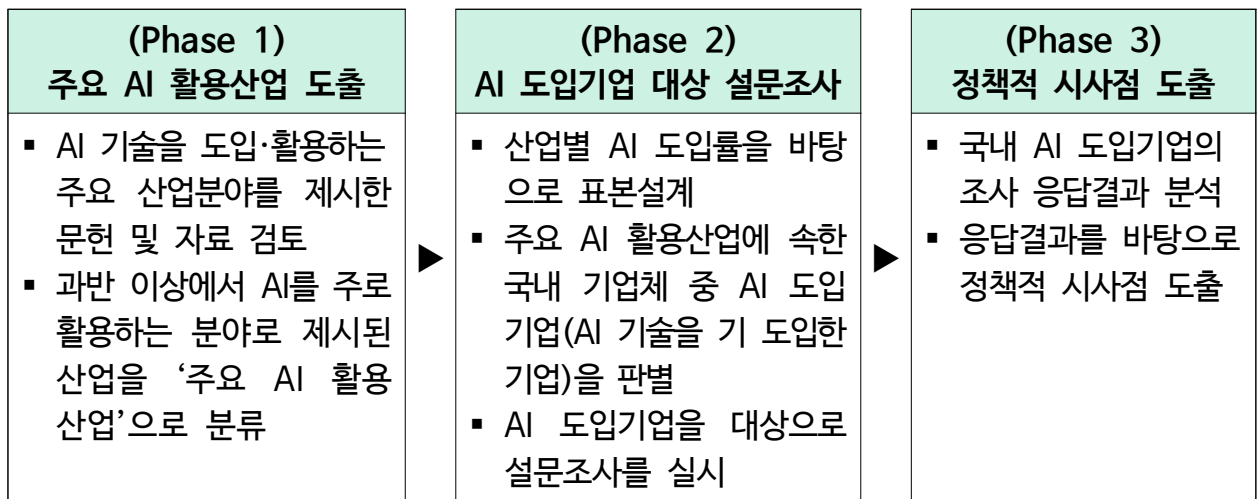 (Phase 1)
주요 AI 활용산업 도출
▪ AI 기술을 도입·활용하는
주요 산업분야를 제시한
문헌 및 자료 검토
▪ 과반 이상에서 AI를 주로
활용하는 분야로 제시된
산업을 ‘주요 AI 활용
산업’으로 분류
▶
(Phase 2)
AI 도입기업 대상 설문조사
▪ 산업별 AI 도입률을 바탕
으로 표본설계
▪ 주요 AI 활용산업에 속한
국내 기업체 중 AI 도입
기업(AI 기술을 기 도입한
기업)을 판별
▪ AI 도입기업을 대상으로
설문조사를 실시
▶
(Phase 3)
정책적 시사점 도출
▪ 국내 AI 도입기업의
조사 응답결과 분석
▪ 응답결과를 바탕으로
정책적 시사점 도출